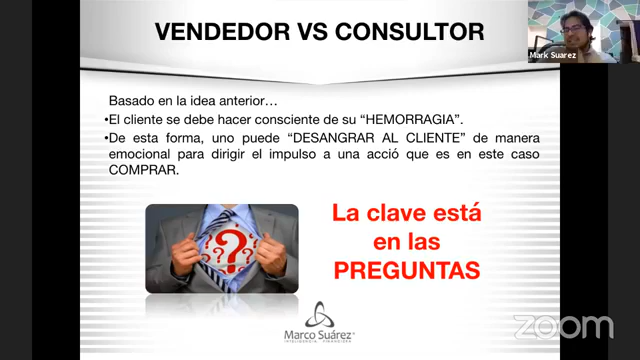 VENDEDOR VS CONSULTOR
Mark Suarez
Basado en la idea anterior…
•El cliente se debe hacer consciente de su “HEMORRAGIA”.
•De esta forma, uno puede “DESANGRAR AL CLIENTE” de manera
emocional para dirigir el impulso a una acció que es en este caso
COMPRAR.
La clave está
en las
PREGUNTAS
? ? ? ? ?
Marco Suárez®
INTELIGENCIA FINANCIERA
zoom